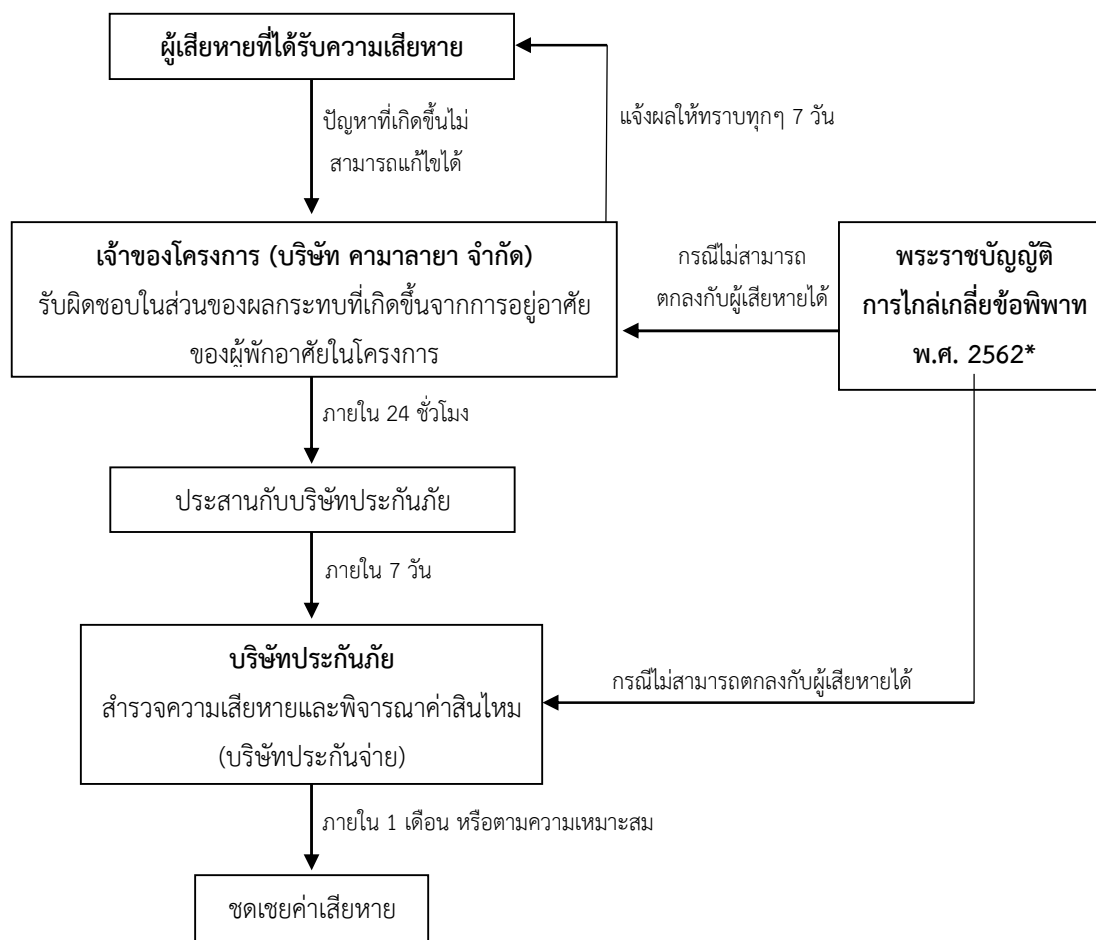 ผู้เสียหายที่ได้รับความเสียหาย
ปัญหาที่เกิดขึ้นไม่
สามารถแก้ไขได้
แจ้งผลให้ทราบทุกๆ 7 วัน
เจ้าของโครงการ (บริษัท คามาลายา จำกัด)
รับผิดชอบในส่วนของผลกระทบที่เกิดขึ้นจากการอยู่อาศัย
ของผู้พักอาศัยในโครงการ
กรณีไม่สามารถ
ตกลงกับผู้เสียหายได้
พระราชบัญญัติ
การไกล่เกลี่ยข้อพิพาท
พ.ศ. 2562*
ภายใน 24 ชั่วโมง
ประสานกับบริษัทประกันภัย
ภายใน 7 วัน
บริษัทประกันภัย
สำรวจความเสียหายและพิจารณาค่าสินไหม
(บริษัทประกันจ่าย)
กรณีไม่สามารถตกลงกับผู้เสียหายได้
ภายใน 1 เดือน หรือตามความเหมาะสม
ชดเชยค่าเสียหาย